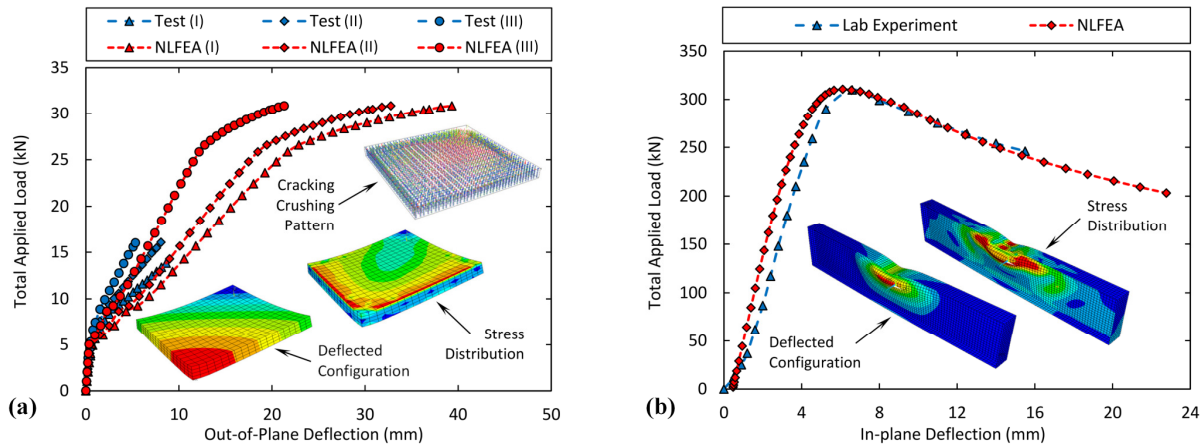 Test (I) Test (II) Test (III)
NLFEA (I) NLFEA (II) NLFEA (III)
35
30
25
20
15
10
5
0
Total Applied Load (kN)
Cracking
Crushing
Pattern
Stress
Distribution
Deflected
Configuration
0 10 20 30 40 50
Out-of-Plane Deflection (mm)
(a)
Lab Experiment NLFEA
350
300
250
200
150
100
50
0
Total Applied Load (kN)
Stress
Distribution
Deflected
Configuration
0 4 8 12 16 20 24
In-plane Deflection (mm)
(b)